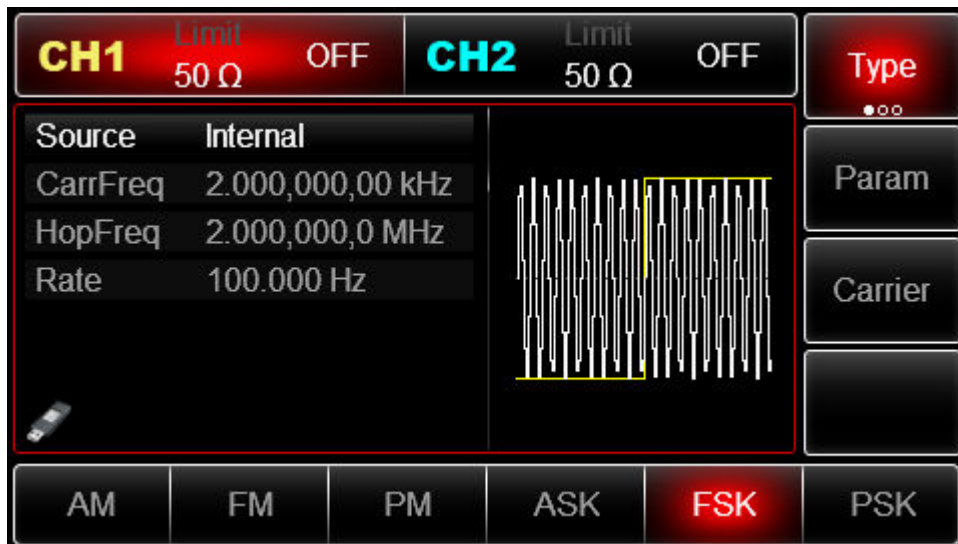 CH1 Limit 50 Ω OFF CH2 Limit 50 Ω OFF
Type
Source Internal
CarrFreq 2.000,000,00 kHz
HopFreq 2.000,000,0 MHz
Rate 100.000 Hz
Param
Carrier
AM FM PM ASK FSK PSK